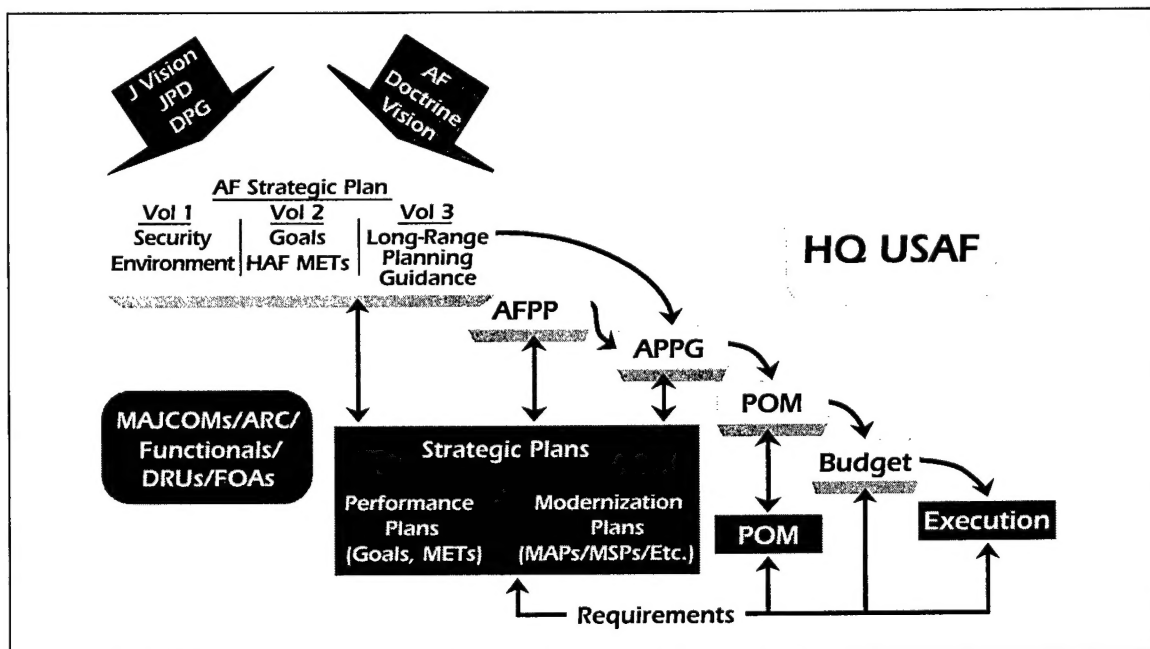 J Vision
JPD
DPG
AF
Doctrine
Vision
AF Strategic Plan
Vol 1
Security
Environment
Vol 2
Goals
HAF METs
Vol 3
Long-Range
Planning
Guidance
HQ USAF
AFPP
APPG
POM
Budget
Execution
MAJCOMs/ARC/
Functionals/
DRUs/FOAs
Strategic Plans
Performance
Plans
(Goals, METs)
Modernization
Plans
(MAPs/MSPs/Etc.)
POM
Requirements